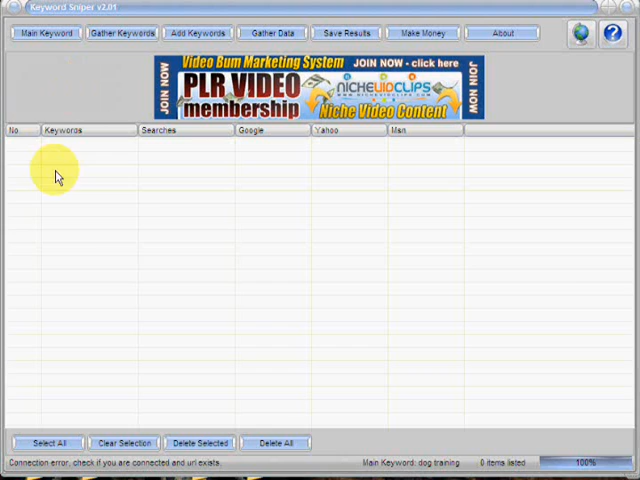 Keyword Sniper v2.01
Main Keyword Gather Keywords Add Keywords Gather Data Save Results Make Money About ?
JOIN NOW
Video Bum Marketing System JOIN NOW - click here
PLR VIDEO
membership
NICHEVIDCLIPS
WWW.NICHEVIDCLIPS.COM
Niche Video Content
JOIN NOW
No Keywords Searches Google Yahoo Msn
Select All Clear Selection Delete Selected Delete All
Connection error, check if you are connected and url exists. Main Keyword: dog training 0 items listed 100%